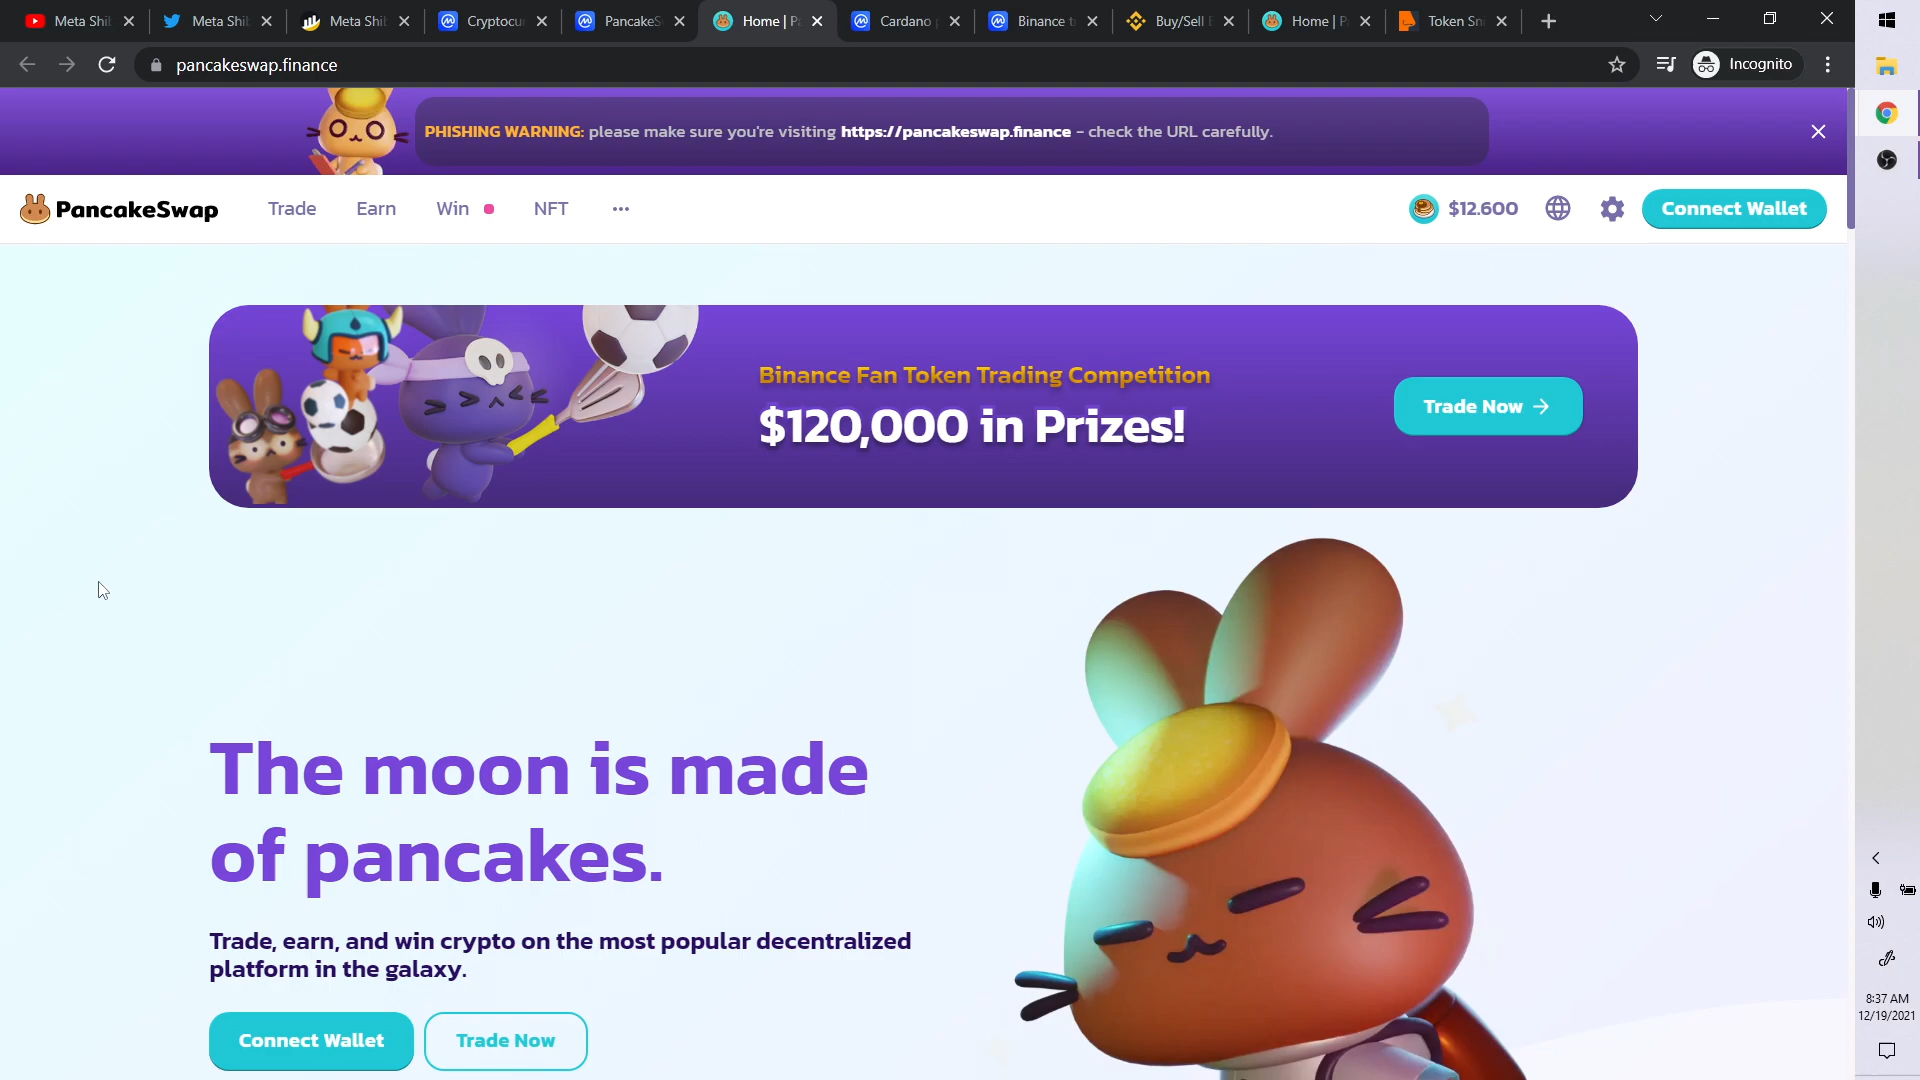 Meta Shi
Meta Shib
Meta Shib
Cryptocur
PancakeS
Home | P
Cardano
Binance t
Buy/Sell
Home | P
Token Sn
pancakeswap.finance
Incognito
PHISHING WARNING: please make sure you're visiting https://pancakeswap.finance - check the URL carefully.
PancakeSwap
Trade
Earn
Win
NFT
$12.600
Connect Wallet
Binance Fan Token Trading Competition
$120,000 in Prizes!
Trade Now
The moon is made
of pancakes.
Trade, earn, and win crypto on the most popular decentralized
platform in the galaxy.
Connect Wallet
Trade Now
8:37 AM
12/19/2021